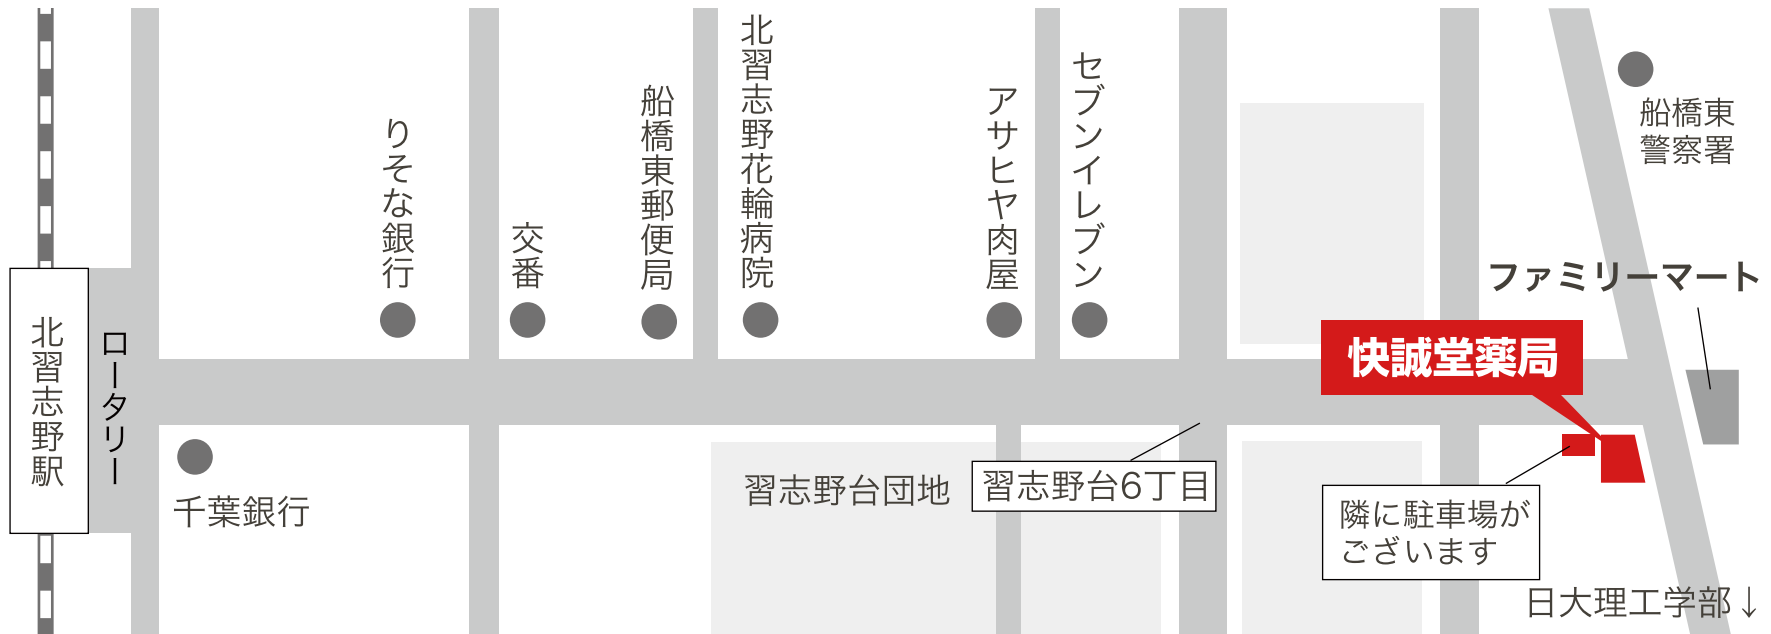 北習志野駅
ロータリー
千葉銀行
りそな銀行
交番
船橋東郵便局
北習志野花輪病院
アサヒヤ肉屋
セブンイレブン
船橋東
警察署
ファミリーマート
快誠堂薬局
習志野台団地
習志野台6丁目
隣に駐車場が
ございます
日大理工学部↓